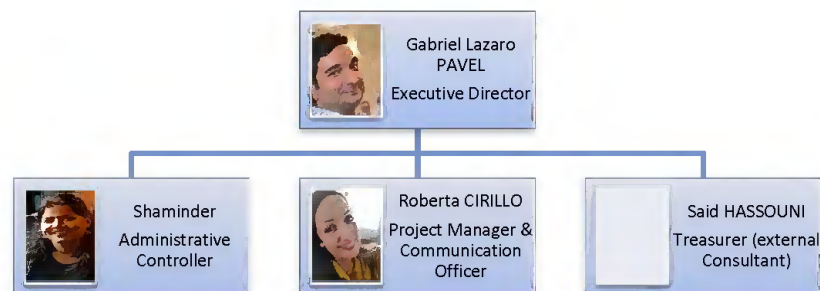 Gabriel Lazaro
PAVEL
Executive Director
Shaminder
Administrative
Controller
Roberta CIRILLO
Project Manager &
Communication
Officer
Said HASSOUNI
Treasurer (external
Consultant)